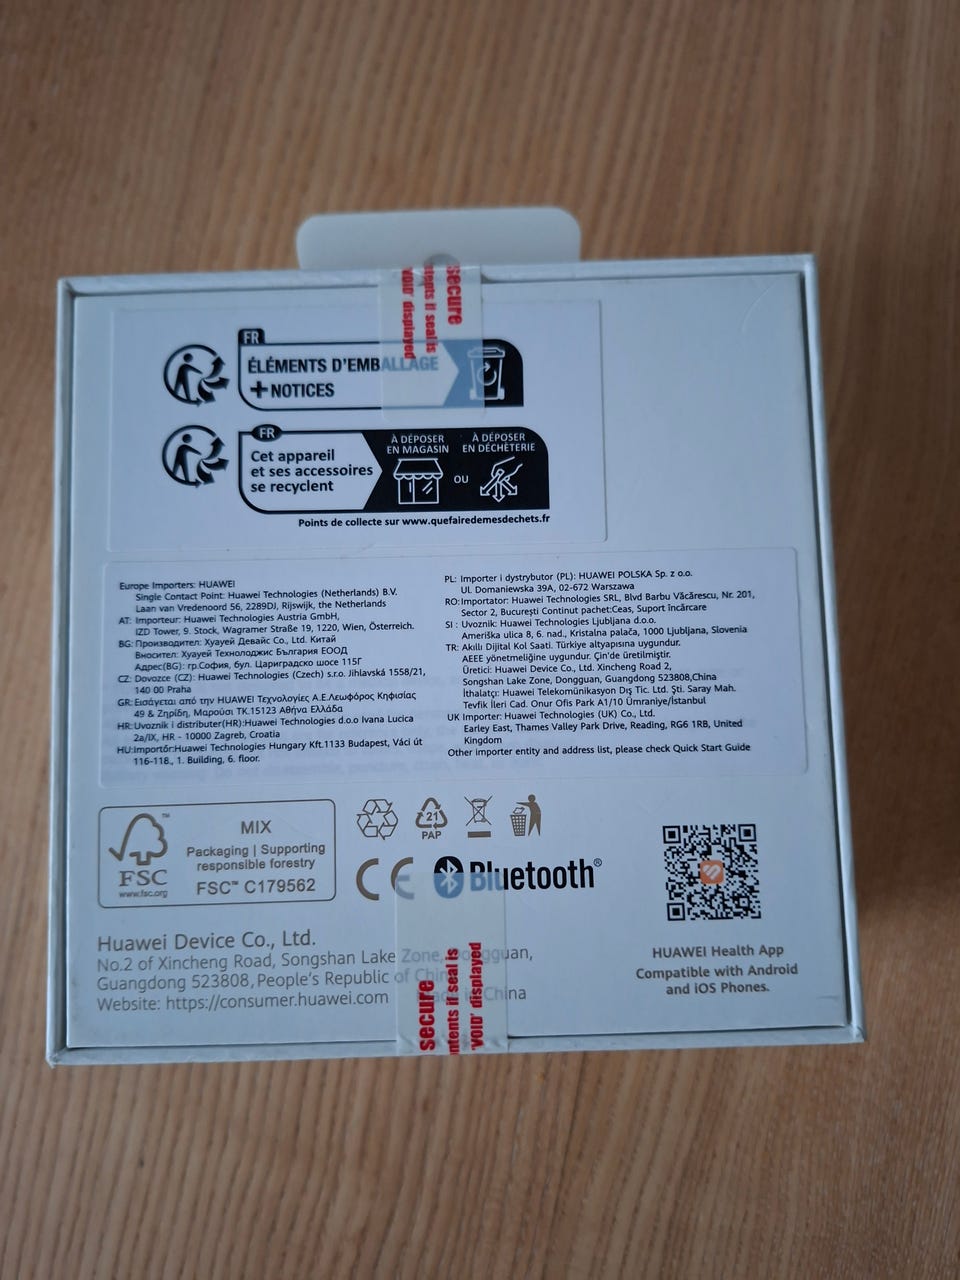 secure
tents if seal is
'VOID' displayed
FR
ÉLÉMENTS D'EMBALLAGE
+ NOTICES
FR
Cet appareil
et ses accessoires
se recyclent
À DÉPOSER
EN MAGASIN
OU
À DÉPOSER
EN DÉCHÈTERIE
Points de collecte sur www.quefairedemesdechets.fr
Europe Importers: HUAWEI
Single Contact Point: Huawei Technologies (Netherlands) B.V.
Laan van Vredenoord 56, 2289DJ, Rijswijk, the Netherlands
AT: Importeur: Huawei Technologies Austria GmbH,
IZD Tower, 9. Stock, Wagramer Straße 19, 1220, Wien, Österreich.
BG: Производител: Хуауей Девайс Со., Ltd. Китай
Вносител: Хуауей Технолоджис България ЕООД
Адрес(BG): гр.София, бул. Цариградско шосе 115Г
CZ: Dovozce (CZ): Huawei Technologies (Czech) s.r.o. Jihlavská 1558/21,
140 00 Praha
GR: Εισάγεται από την HUAWEI Τεχνολογίες Α.Ε.Λεωφόρος Κηφισίας
49 & Ζηρίδη, Μαρούσι ΤΚ.15123 Αθήνα Ελλάδα
HR: Uvoznik i distributer(HR):Huawei Technologies d.o.o Ivana Lucica
2a/IX, HR - 10000 Zagreb, Croatia
HU:Importőr:Huawei Technologies Hungary Kft.1133 Budapest, Váci út
116-118., 1. Building, 6. floor.
PL: Importer i dystrybutor (PL): HUAWEI POLSKA Sp. z o.o.
Ul. Domaniewska 39A, 02-672 Warszawa
RO:Importator: Huawei Technologies SRL, Blvd Barbu Văcărescu, Nr. 201,
Sector 2, București Continut pachet:Ceas, Suport încărcare
SI : Uvoznik: Huawei Technologies Ljubljana d.o.o.
Ameriška ulica 8, 6. nad., Kristalna palača, 1000 Ljubljana, Slovenia
TR: Akıllı Dijital Kol Saati. Türkiye altyapısına uygundur.
AEEE yönetmeliğine uygundur. Çin'de üretilmiştir.
Üretici: Huawei Device Co., Ltd. Xincheng Road 2,
Songshan Lake Zone, Dongguan, Guangdong 523808,China
İthalatçı: Huawei Telekomünikasyon Dış Tic. Ltd. Şti. Saray Mah.
Tevfik İleri Cad. Onur Ofis Park A1/10 Ümraniye/İstanbul
UK Importer: Huawei Technologies (UK) Co., Ltd.
Earley East, Thames Valley Park Drive, Reading, RG6 1RB, United
Kingdom
Other importer entity and address list, please check Quick Start Guide
FSC
www.fsc.org
MIX
Packaging | Supporting
responsible forestry
FSC™ C179562
21
PAP
CE
Bluetooth®
Huawei Device Co., Ltd.
No.2 of Xincheng Road, Songshan Lake Zone, Dongguan,
Guangdong 523808, People's Republic of China
Website: https://consumer.huawei.com
Made in China
HUAWEI Health App
Compatible with Android
and iOS Phones.
secure
ntents if seal is
'VOID' displayed